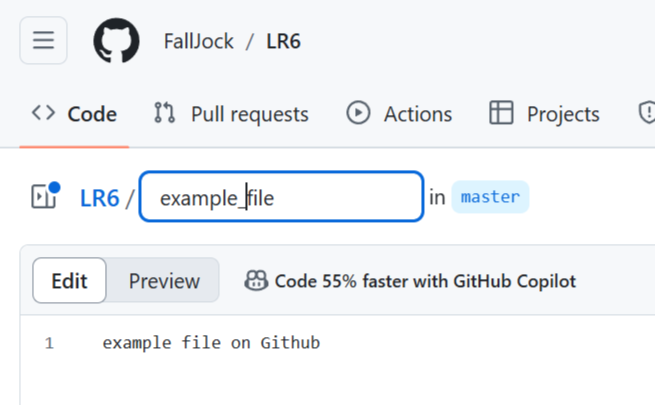 FallJock / LR6
Code Pull requests Actions Projects
LR6 / example_file in master
Edit Preview Code 55% faster with GitHub Copilot
1 example file on Github